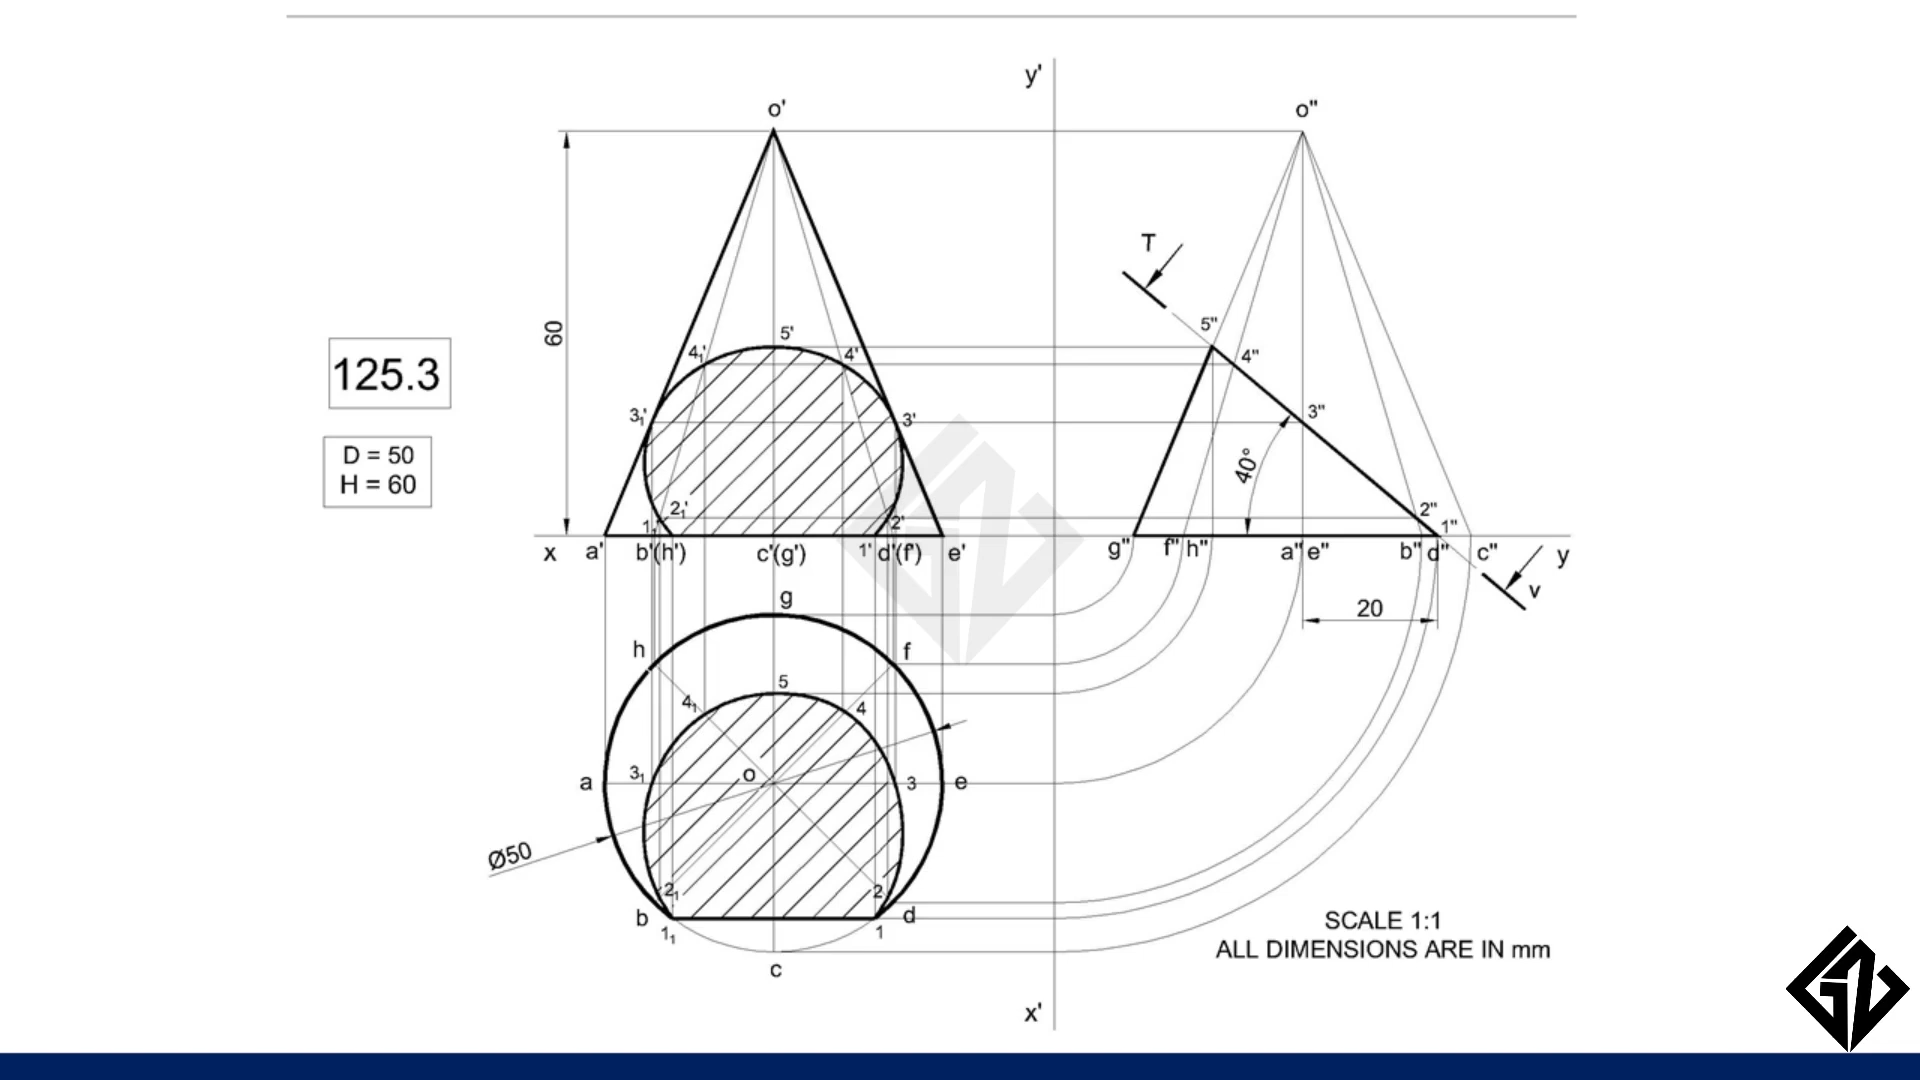 y'
o'
o"
T
5"
5'
4₁'
4'
4"
60
3₁'
3'
3"
125.3
40°
D = 50
H = 60
2₁'
2'
2"
1"
1
x a' b'(h') c'(g') 1' d'(f') e' g" f" h" a" e" b" d" c" y
v
g
20
h
f
5
4₁
4
a
3₁
o
3
e
Ø50
2₁
2
b
d
1₁
1
c
SCALE 1:1
ALL DIMENSIONS ARE IN mm
x'